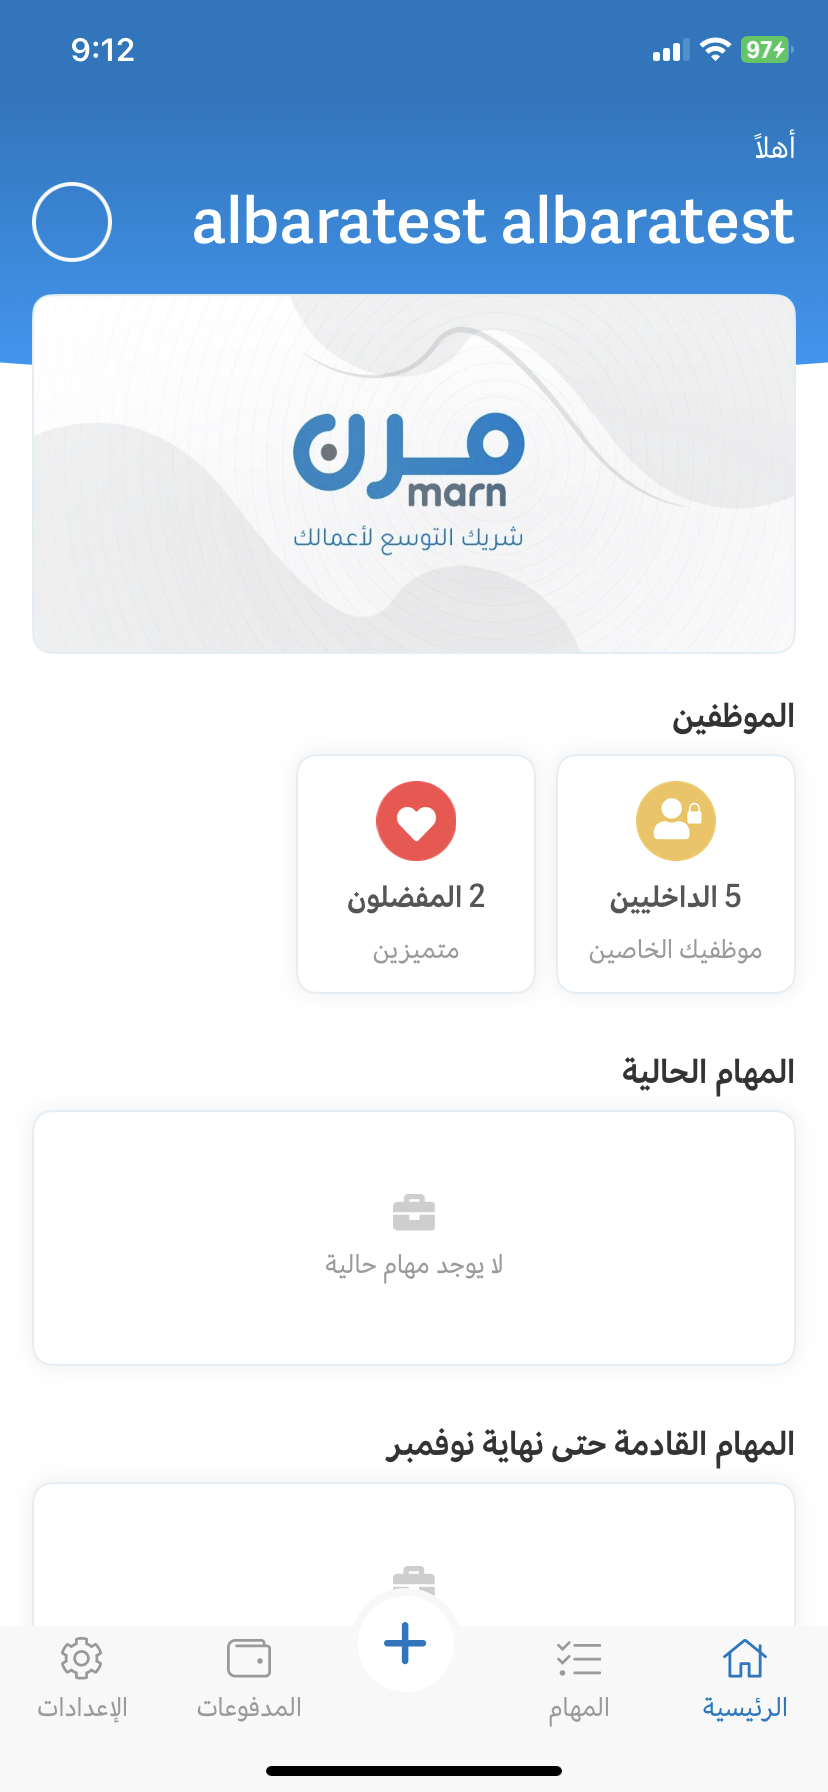 9:12
97
أهلاً
albaratest albaratest
مرن
marn
شريك التوسع لأعمالك
الموظفين
5 الداخليين
موظفيك الخاصين
2 المفضلون
متميزين
المهام الحالية
لا يوجد مهام حالية
المهام القادمة حتى نهاية نوفمبر
الرئيسية
المهام
المدفوعات
الإعدادات